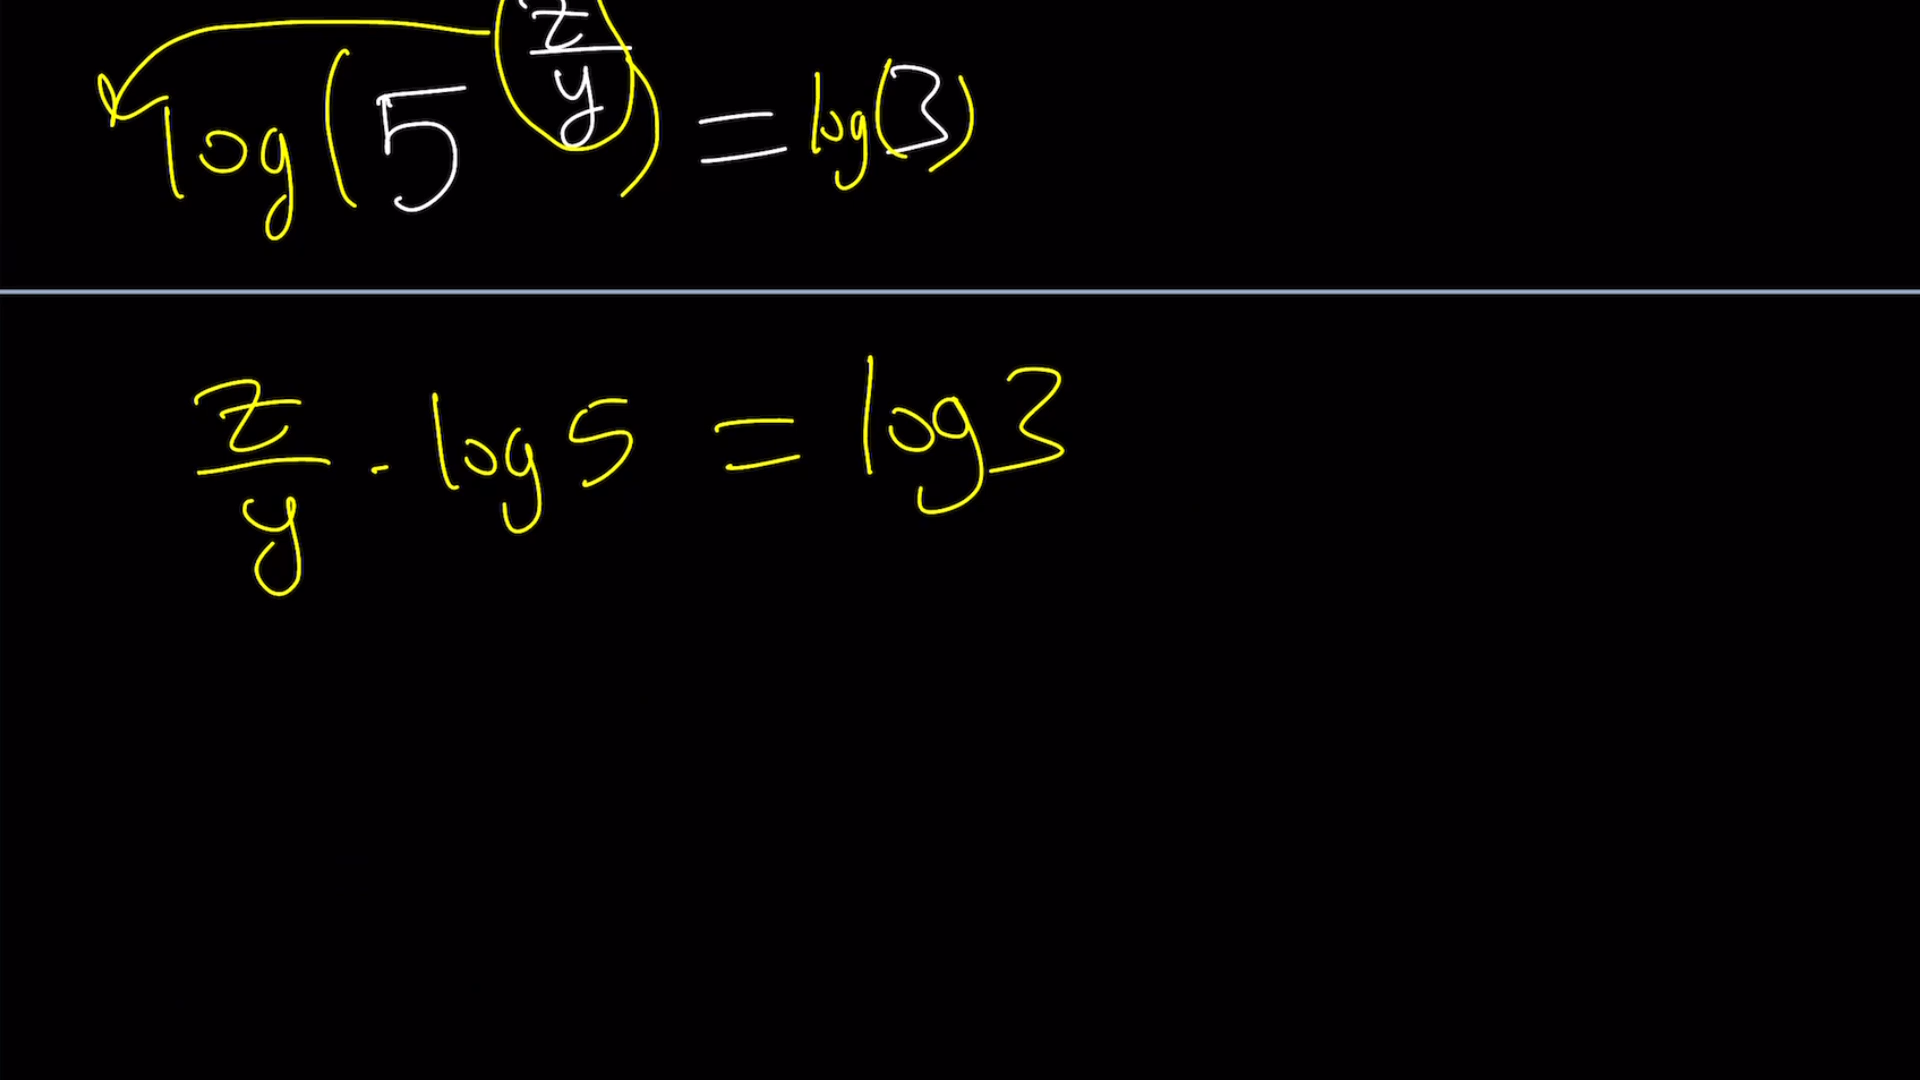 log(5^(z/y)) = log(3)
z/y · log 5 = log 3